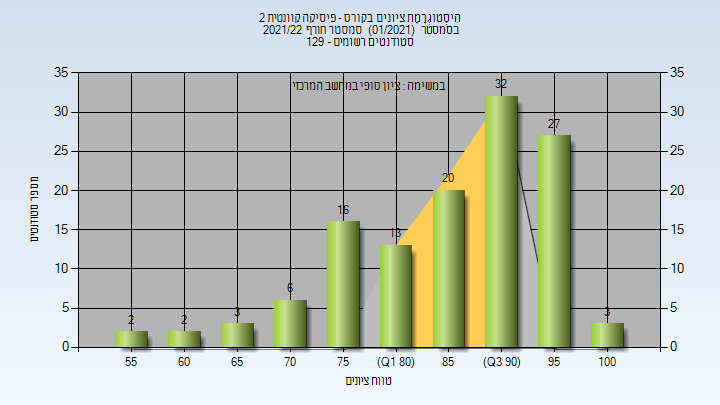 היסטוגרמת ציונים בקורס - פיסיקה קוונטית 2
בסמסטר (01/2021) סמסטר חורף 2021/22
סטודנטים רשומים - 129
במשימה : ציון סופי במחשב המרכזי
35 35
30 30
25 25
20 20
15 15
10 10
5 5
0 0
2 2 3 6 16 13 20 32 27 3
55 60 65 70 75 (Q1 80) 85 (Q3 90) 95 100
מספר סטודנטים
טווח ציונים